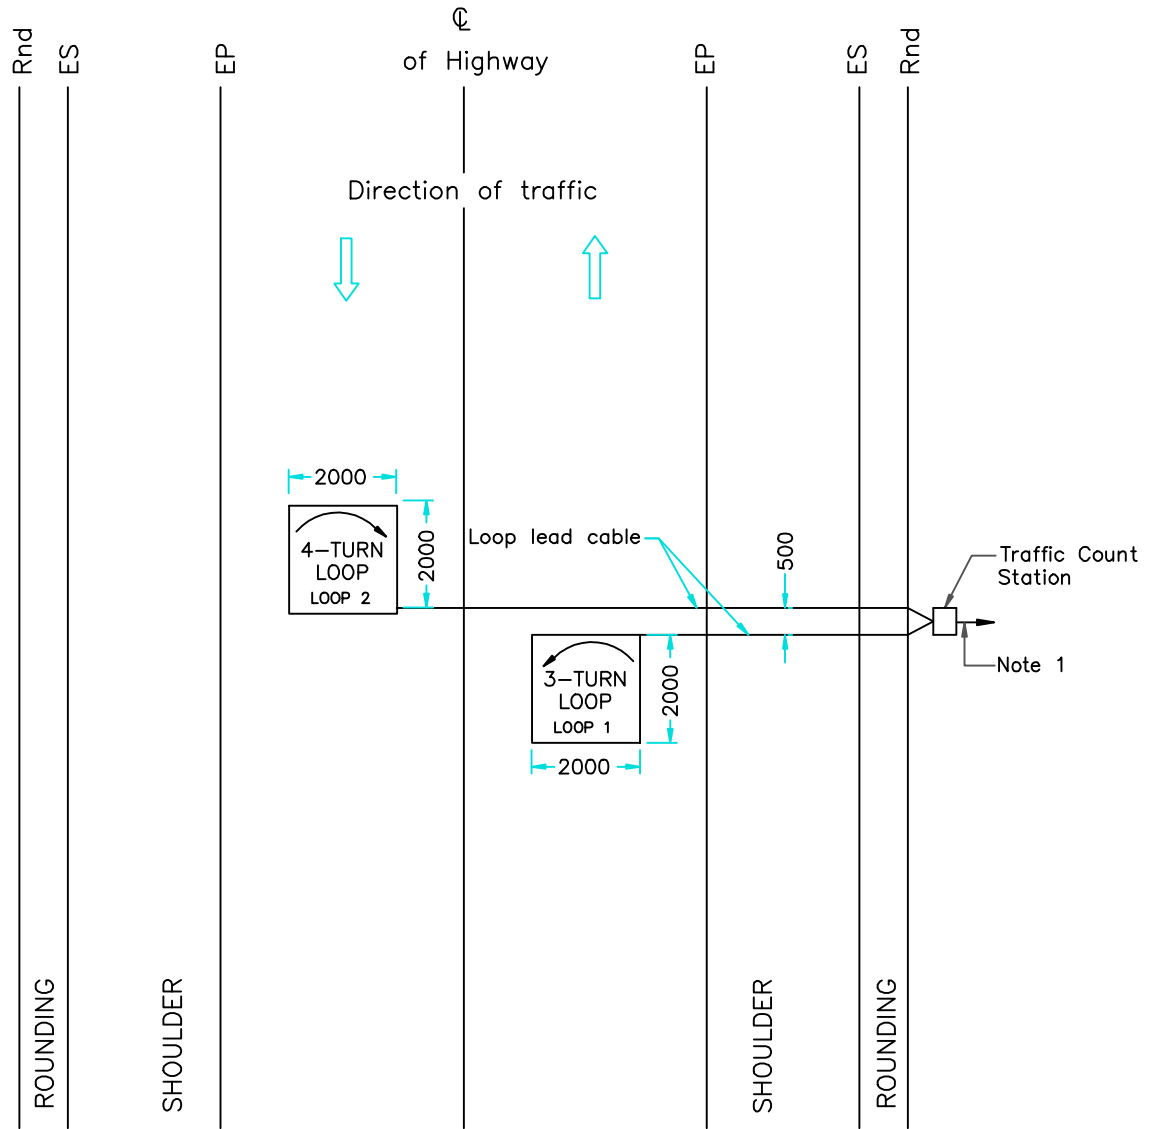 Rnd
ES
EP
℄
of Highway
EP
ES
Rnd
Direction of traffic
2000
4-TURN
LOOP
LOOP 2
2000
Loop lead cable
500
Traffic Count
Station
Note 1
3-TURN
LOOP
LOOP 1
2000
2000
ROUNDING
SHOULDER
SHOULDER
ROUNDING